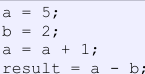 a = 5;
b = 2;
a = a + 1;
result = a - b;